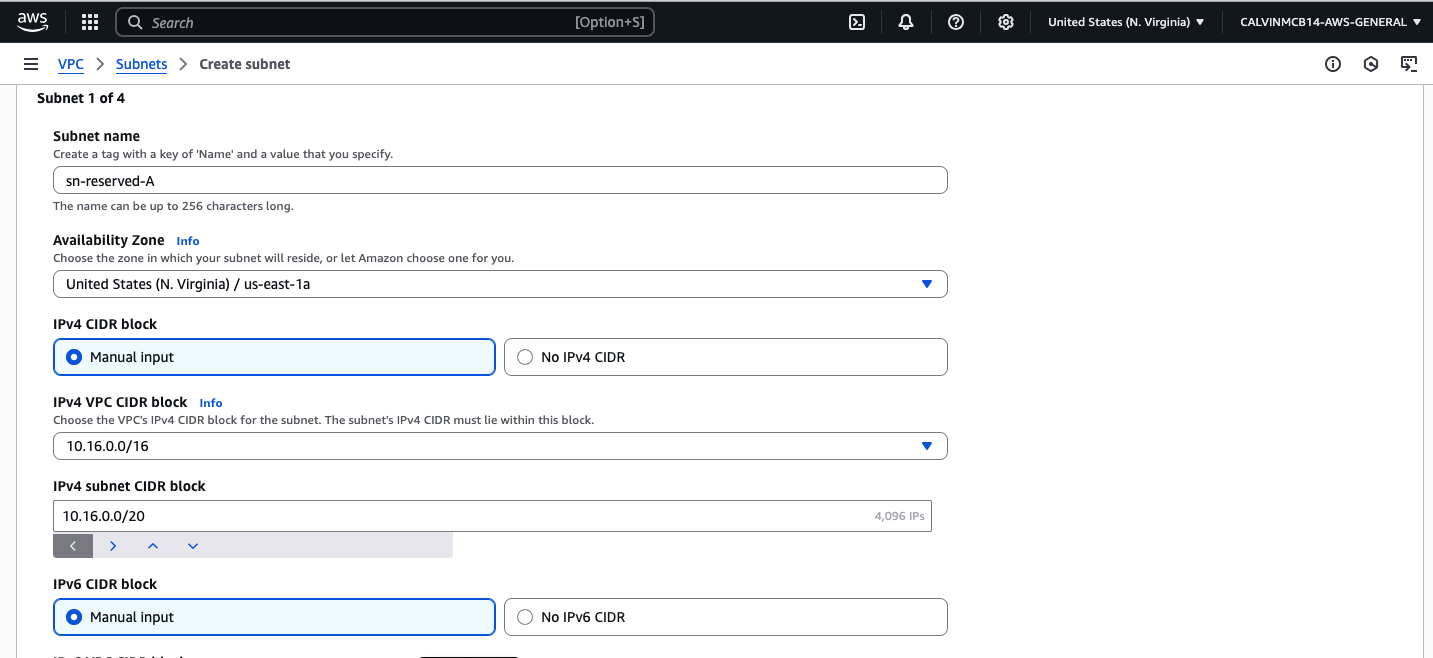 aws
Search [Option+S] United States (N. Virginia) CALVINMCB14-AWS-GENERAL
VPC Subnets Create subnet
Subnet 1 of 4
Subnet name
Create a tag with a key of 'Name' and a value that you specify.
sn-reserved-A
The name can be up to 256 characters long.
Availability Zone Info
Choose the zone in which your subnet will reside, or let Amazon choose one for you.
United States (N. Virginia) / us-east-1a
IPv4 CIDR block
Manual input No IPv4 CIDR
IPv4 VPC CIDR block Info
Choose the VPC's IPv4 CIDR block for the subnet. The subnet's IPv4 CIDR must lie within this block.
10.16.0.0/16
IPv4 subnet CIDR block
10.16.0.0/20 4,096 IPs
IPv6 CIDR block
Manual input No IPv6 CIDR